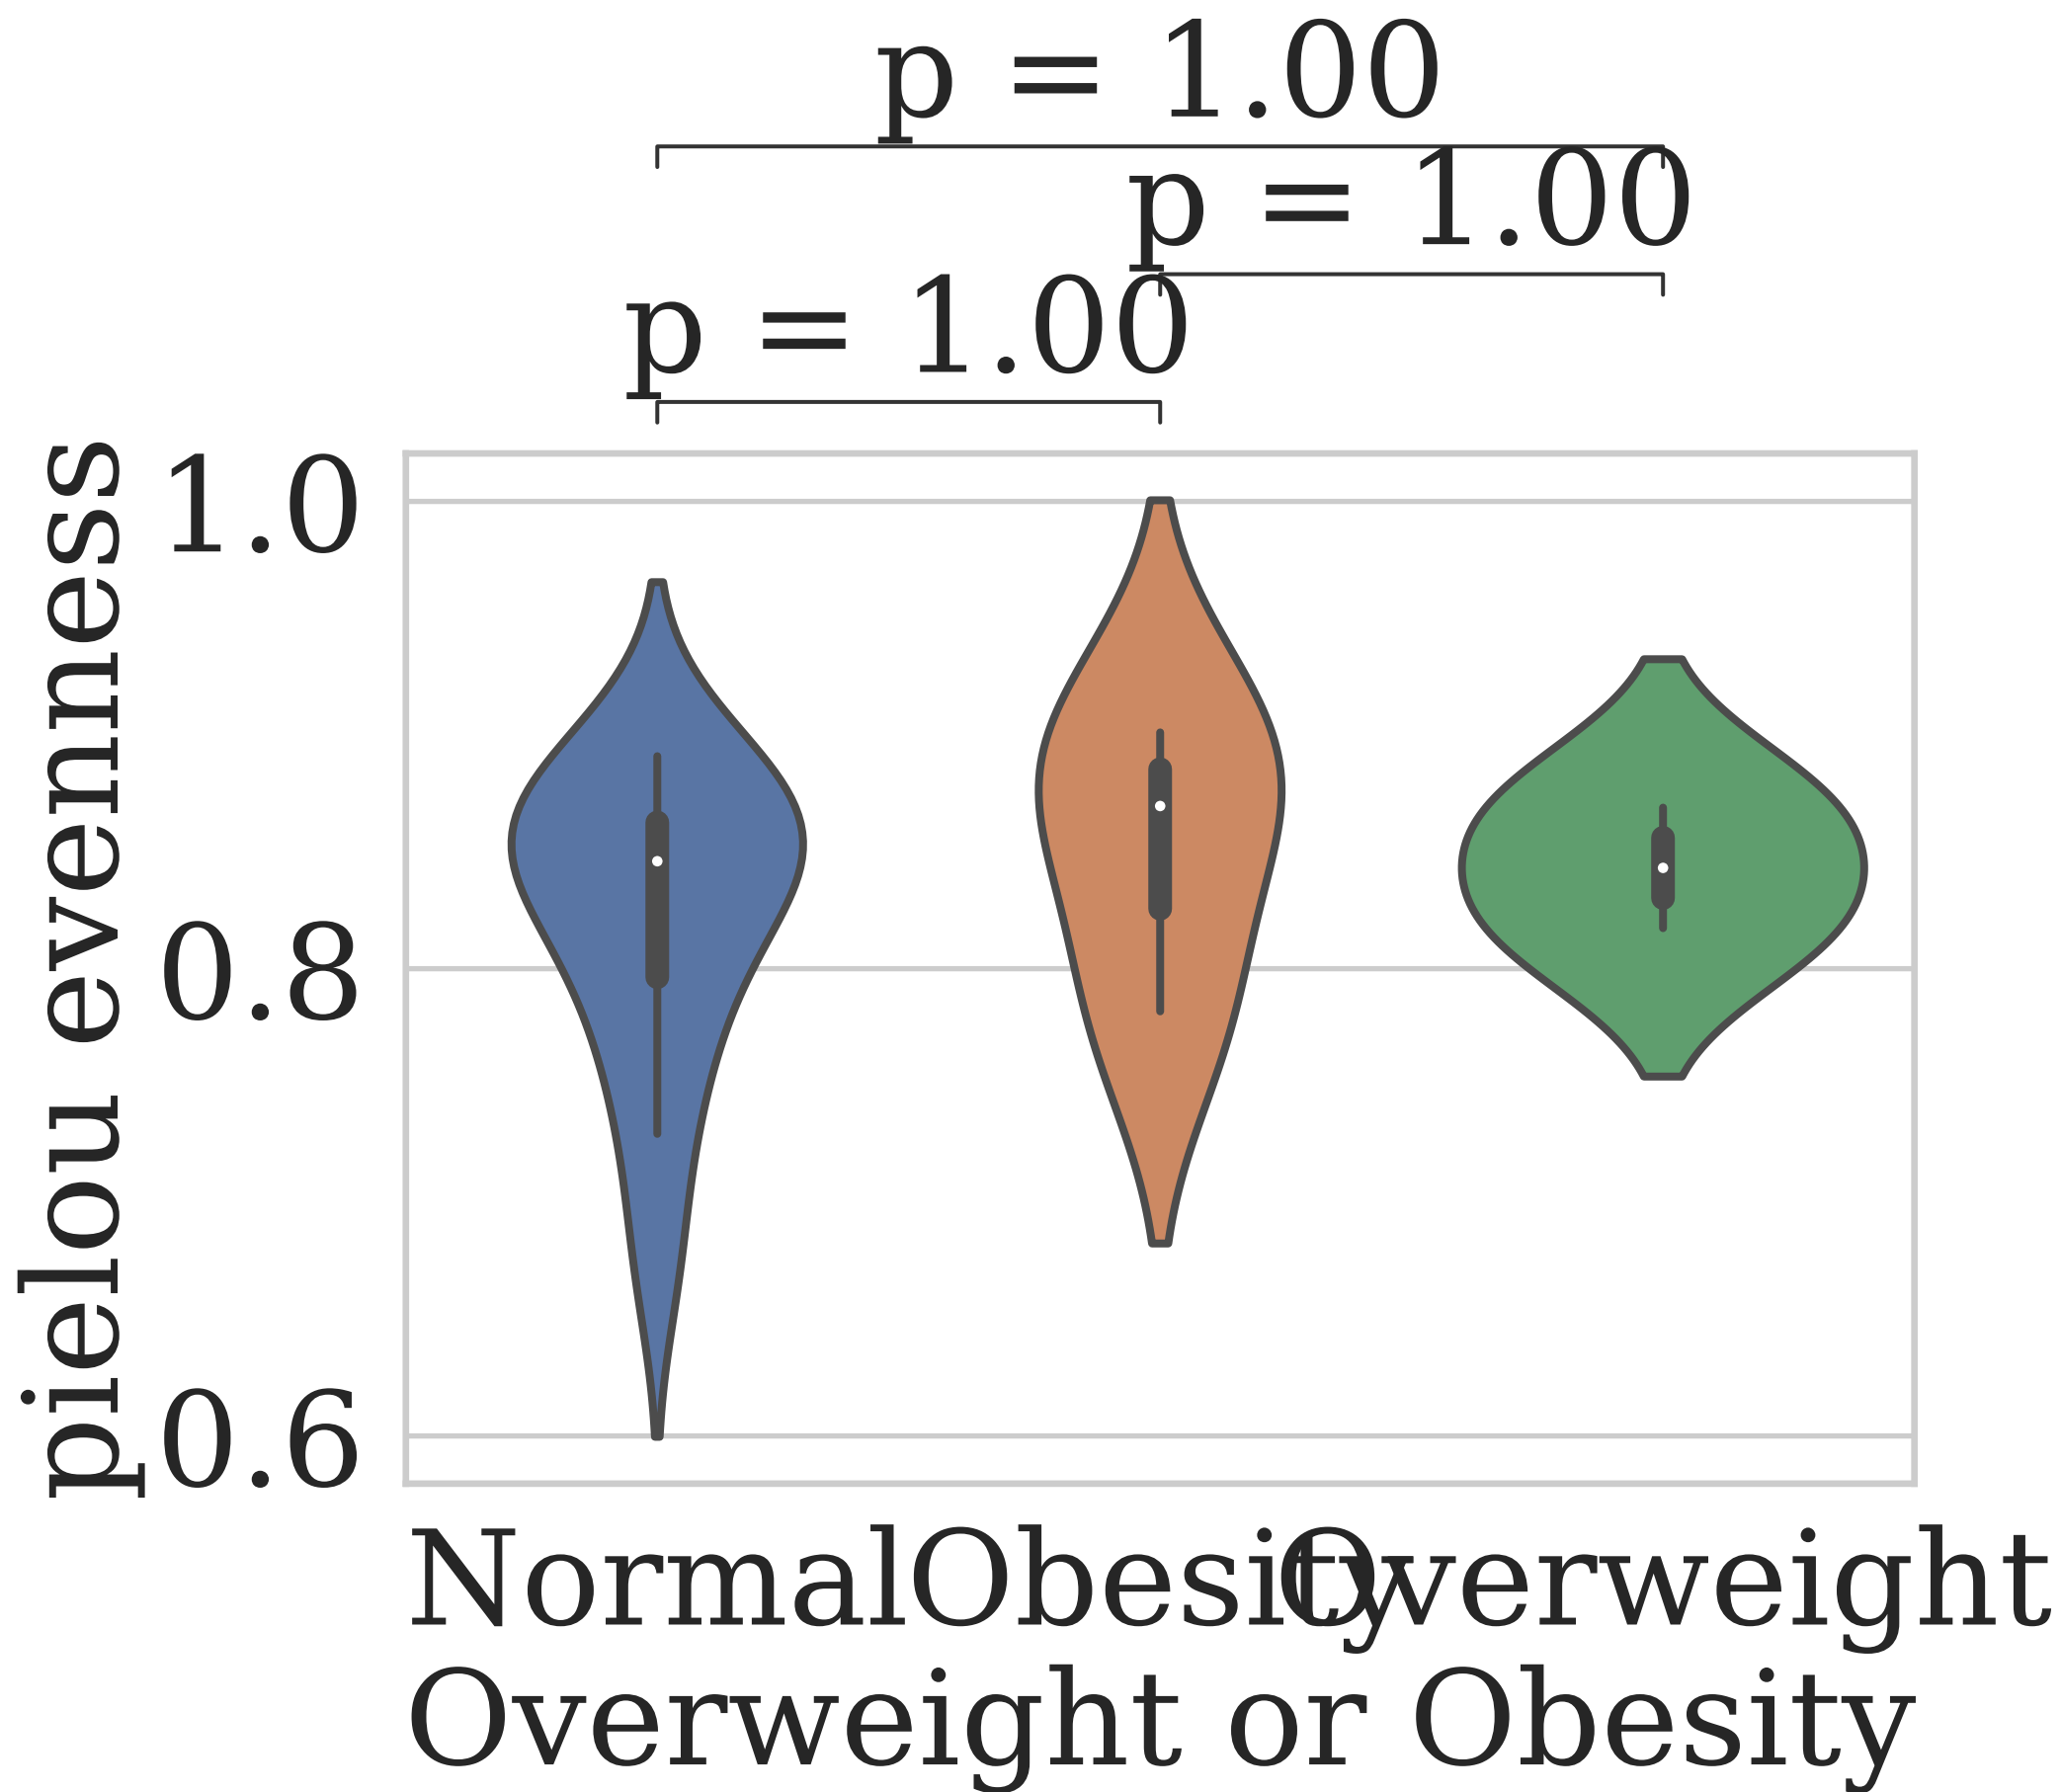 p = 1.00
p = 1.00
p = 1.00
pielou evenness
1.0
0.8
0.6
Normal Obesity Overweight
Overweight or Obesity